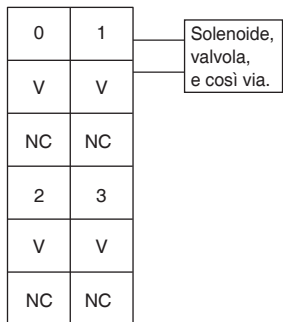 0 1
Solenoide,
valvola,
e così via.
V V
NC NC
2 3
V V
NC NC